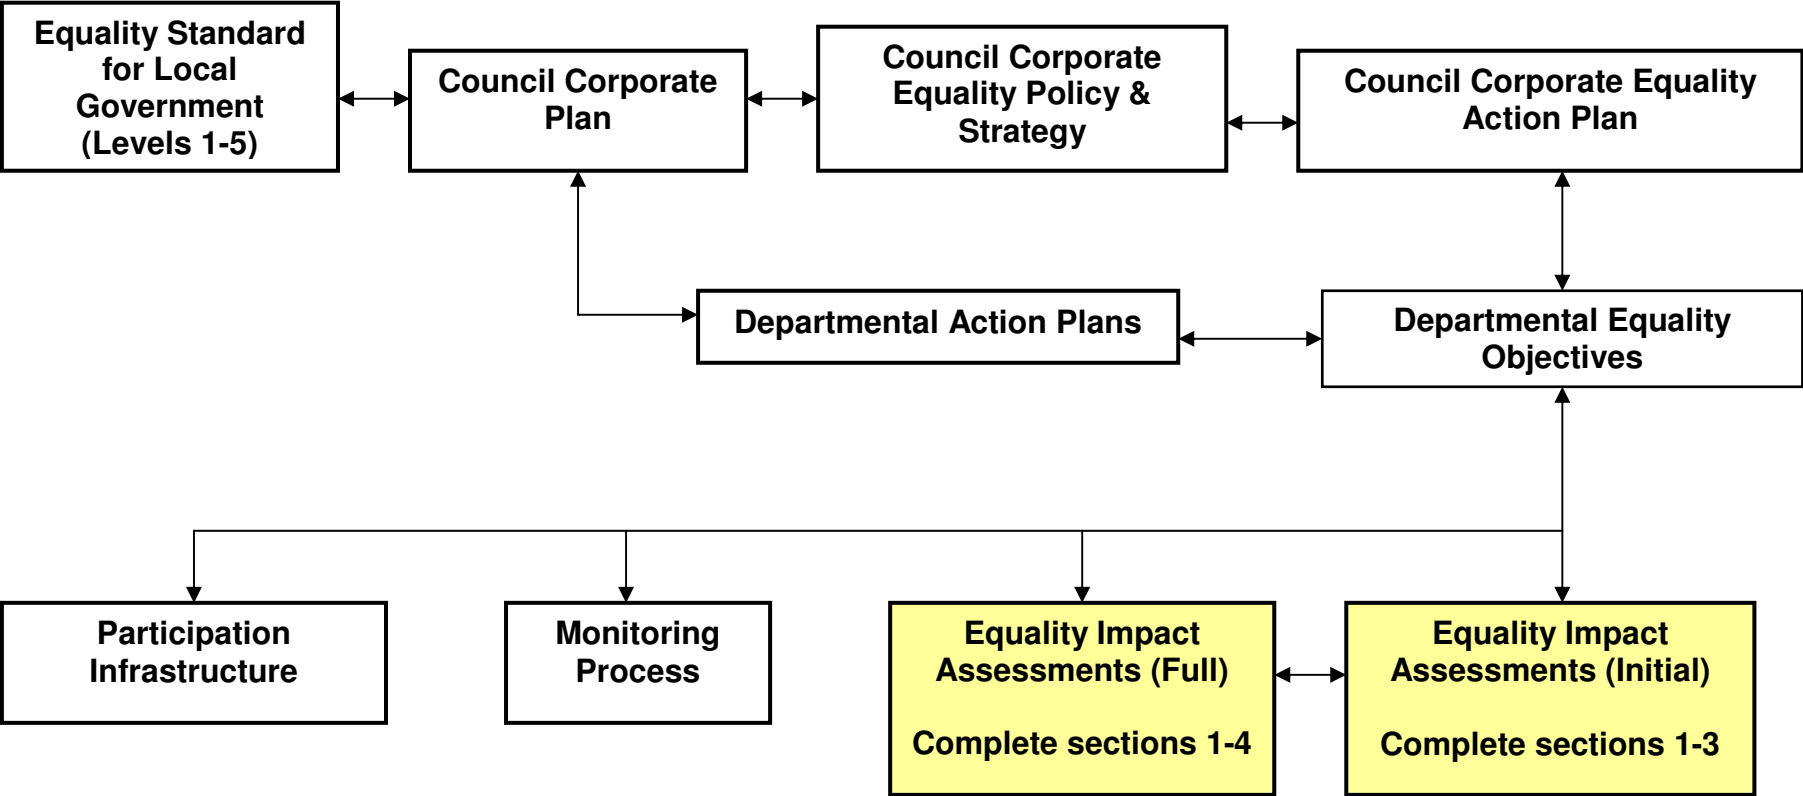 Equality Standard
for Local
Government
(Levels 1-5)
Council Corporate
Plan
Council Corporate
Equality Policy &
Strategy
Council Corporate Equality
Action Plan
Departmental Action Plans
Departmental Equality
Objectives
Participation
Infrastructure
Monitoring
Process
Equality Impact
Assessments (Full)
Complete sections 1-4
Equality Impact
Assessments (Initial)
Complete sections 1-3